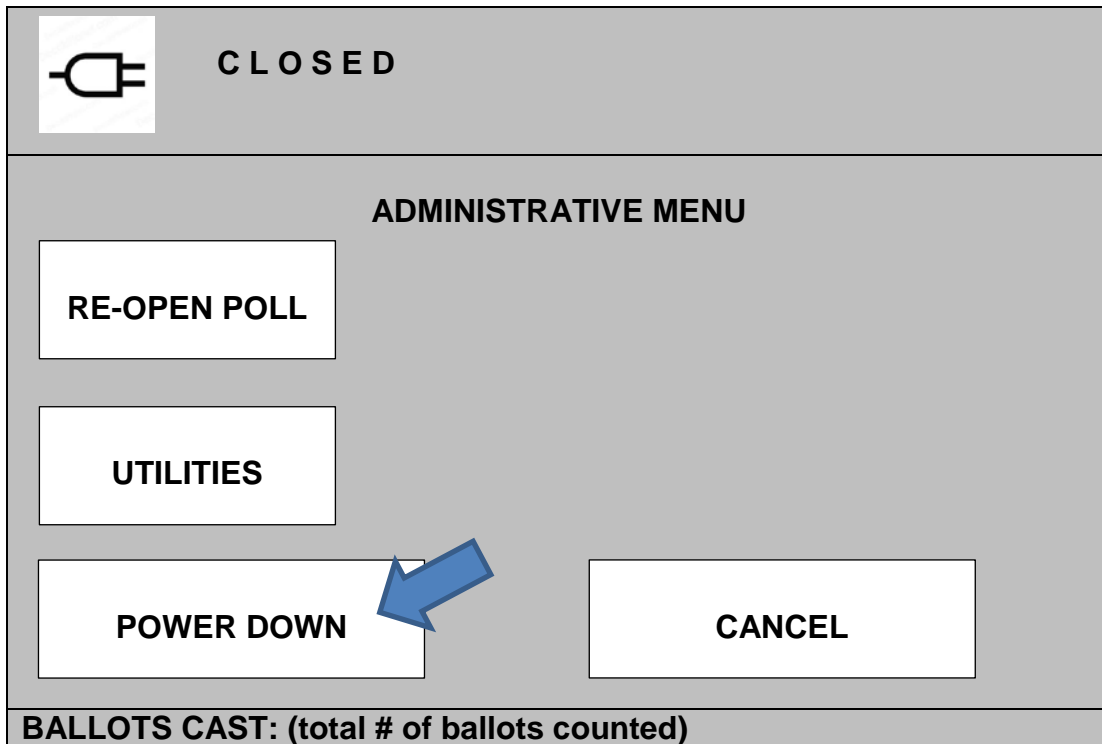 C L O S E D
ADMINISTRATIVE MENU
RE-OPEN POLL
UTILITIES
POWER DOWN
CANCEL
BALLOTS CAST: (total # of ballots counted)